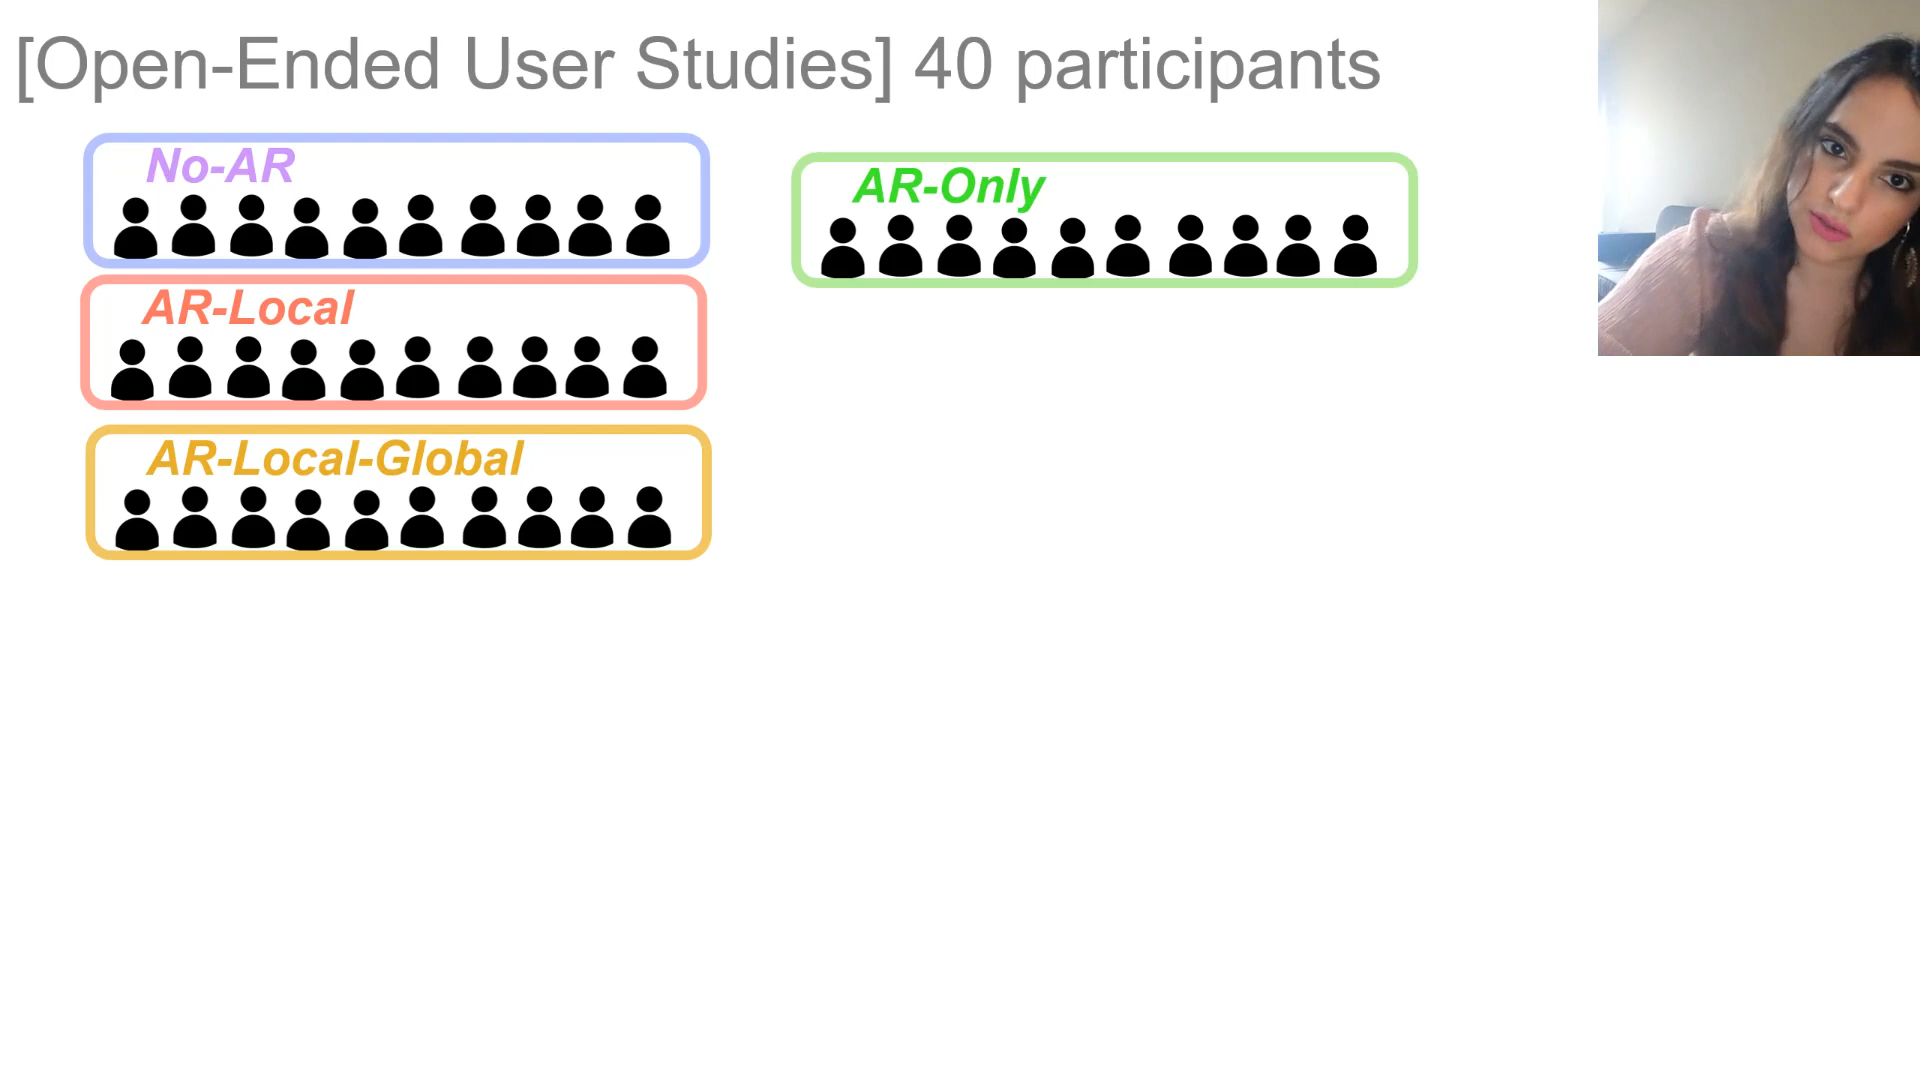 [Open-Ended User Studies] 40 participants
No-AR
AR-Local
AR-Local-Global
AR-Only